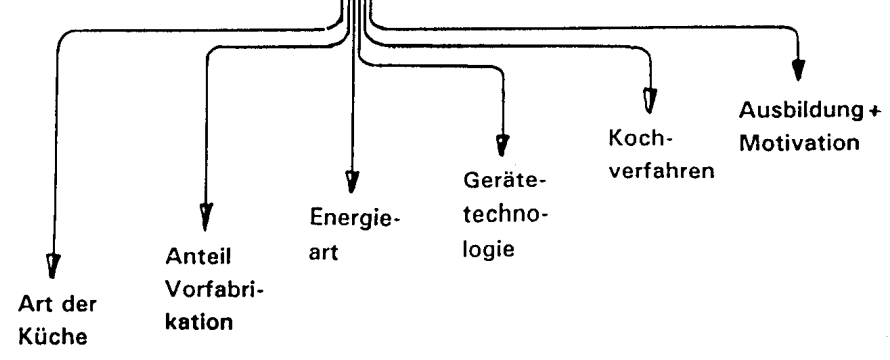 Ausbildung +
Motivation
Koch-
verfahren
Geräte-
techno-
logie
Energie-
art
Anteil
Vorfabri-
kation
Art der
Küche